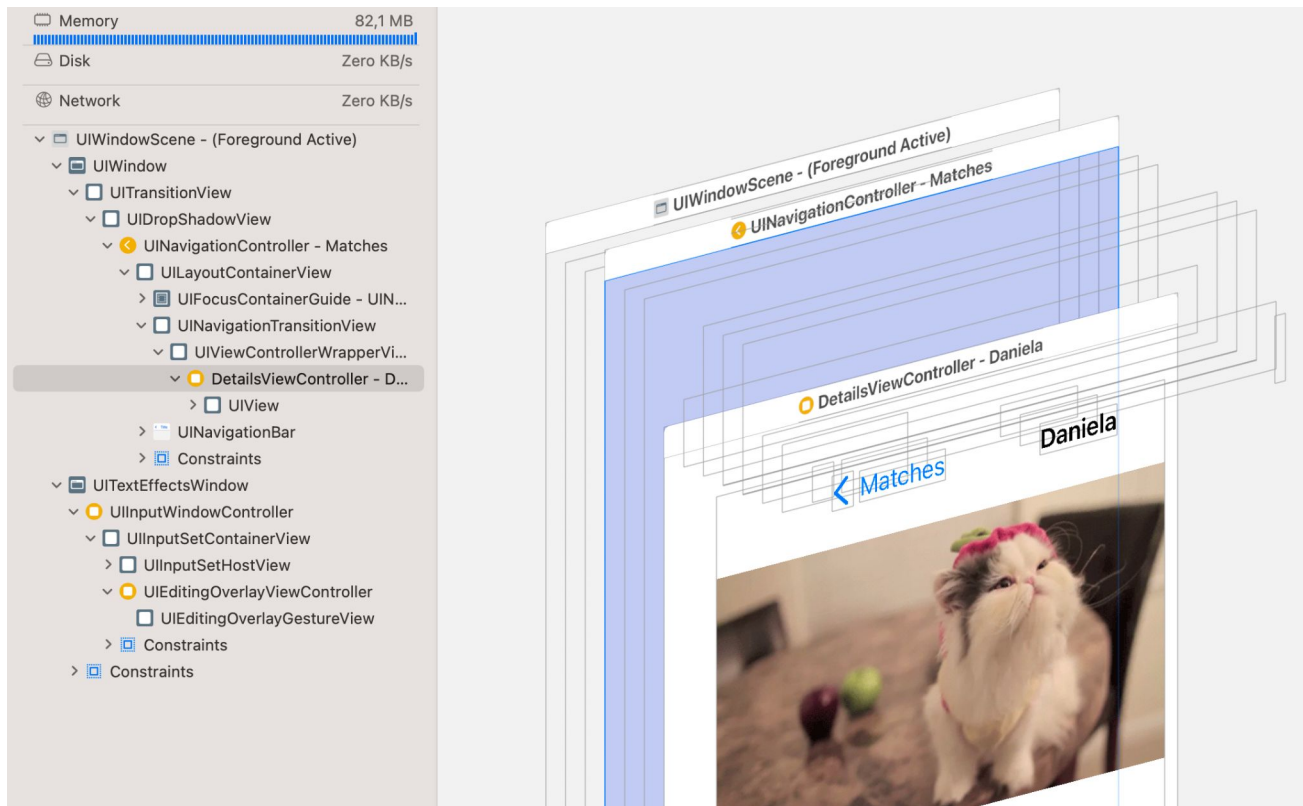 Memory 82,1 MB
Disk Zero KB/s
Network Zero KB/s
UIWindowScene - (Foreground Active)
UIWindow
UITransitionView
UIDropShadowView
UINavigationController - Matches
UILayoutContainerView
UIFocusContainerGuide - UIN...
UINavigationTransitionView
UIViewControllerWrapperVi...
DetailsViewController - D...
UIView
UINavigationBar
Constraints
UITextEffectsWindow
UIInputWindowController
UIInputSetContainerView
UIInputSetHostView
UIEditingOverlayViewController
UIEditingOverlayGestureView
Constraints
Constraints
UIWindowScene - (Foreground Active)
UINavigationController - Matches
DetailsViewController - Daniela
Daniela
Matches